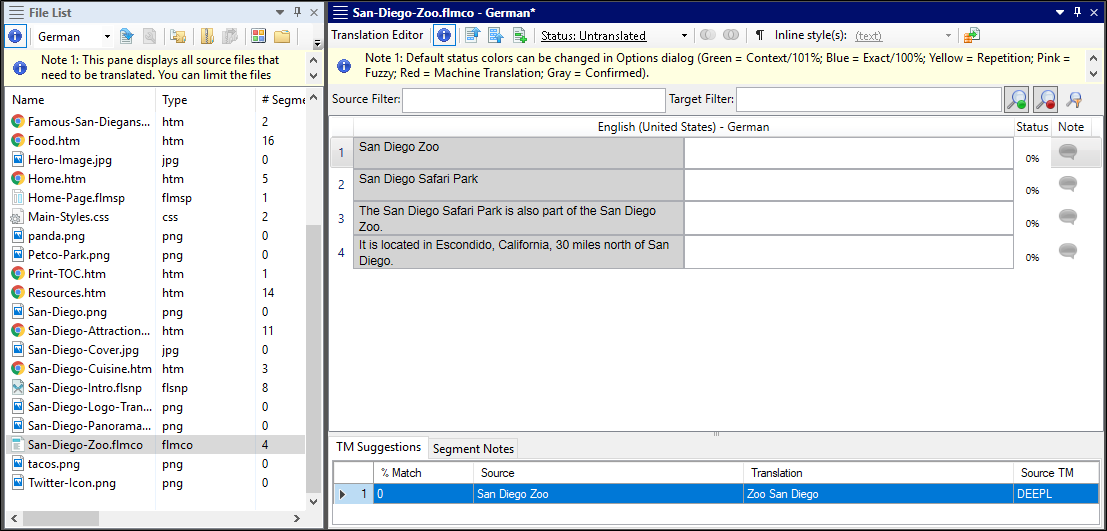 File List
German
Note 1: This pane displays all source files that
need to be translated. You can limit the files
Name Type # Segme
Famous-San-Diegans... htm 2
Food.htm htm 16
Hero-Image.jpg jpg 0
Home.htm htm 5
Home-Page.flmsp flmsp 1
Main-Styles.css css 2
panda.png png 0
Petco-Park.png png 0
Print-TOC.htm htm 1
Resources.htm htm 14
San-Diego.png png 0
San-Diego-Attraction... htm 11
San-Diego-Cover.jpg jpg 0
San-Diego-Cuisine.htm htm 3
San-Diego-Intro.flsnp flsnp 8
San-Diego-Logo-Tran... png 0
San-Diego-Panorama... png 0
San-Diego-Zoo.flmco flmco 4
tacos.png png 0
Twitter-Icon.png png 0
San-Diego-Zoo.flmco - German*
Translation Editor Status: Untranslated ¶ Inline style(s): (text)
Note 1: Default status colors can be changed in Options dialog (Green = Context/101%; Blue = Exact/100%; Yellow = Repetition; Pink =
Fuzzy; Red = Machine Translation; Gray = Confirmed).
Source Filter: Target Filter:
English (United States) - German Status Note
1 San Diego Zoo 0%
2 San Diego Safari Park 0%
3 The San Diego Safari Park is also part of the San Diego
Zoo. 0%
4 It is located in Escondido, California, 30 miles north of San
Diego. 0%
TM Suggestions Segment Notes
% Match Source Translation Source TM
1 0 San Diego Zoo Zoo San Diego DEEPL